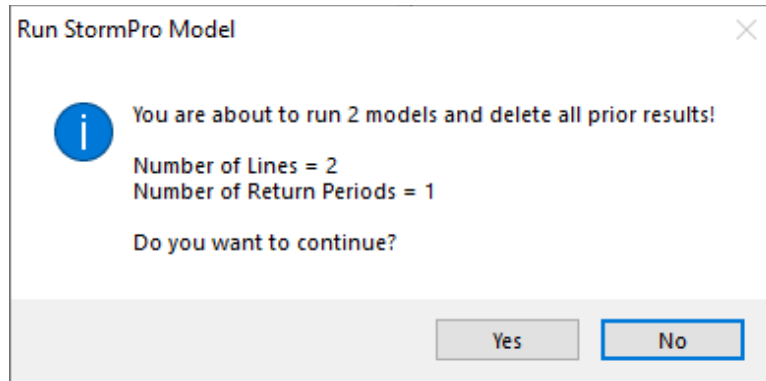 Run StormPro Model
You are about to run 2 models and delete all prior results!
Number of Lines = 2
Number of Return Periods = 1
Do you want to continue?
Yes
No